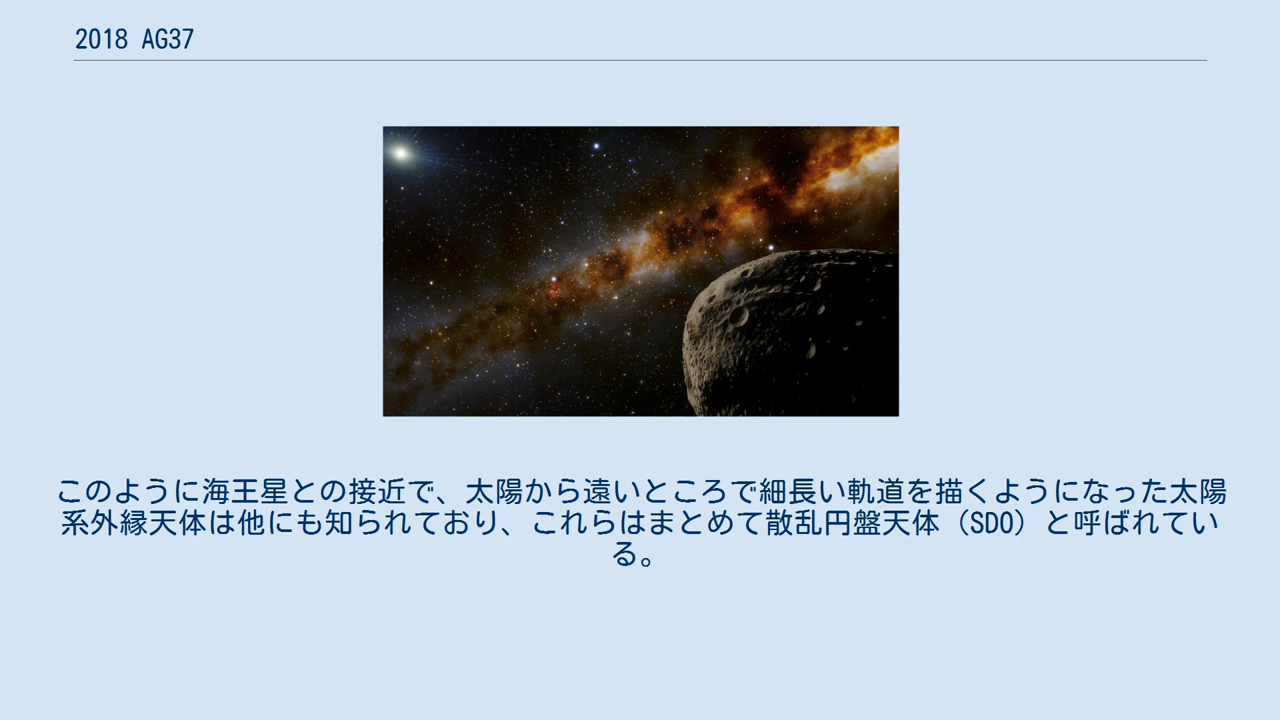 2018 AG37
このように海王星との接近で、太陽から遠いところで細長い軌道を描くようになった太陽
系外縁天体は他にも知られており、これらはまとめて散乱円盤天体（SDO）と呼ばれてい
る。